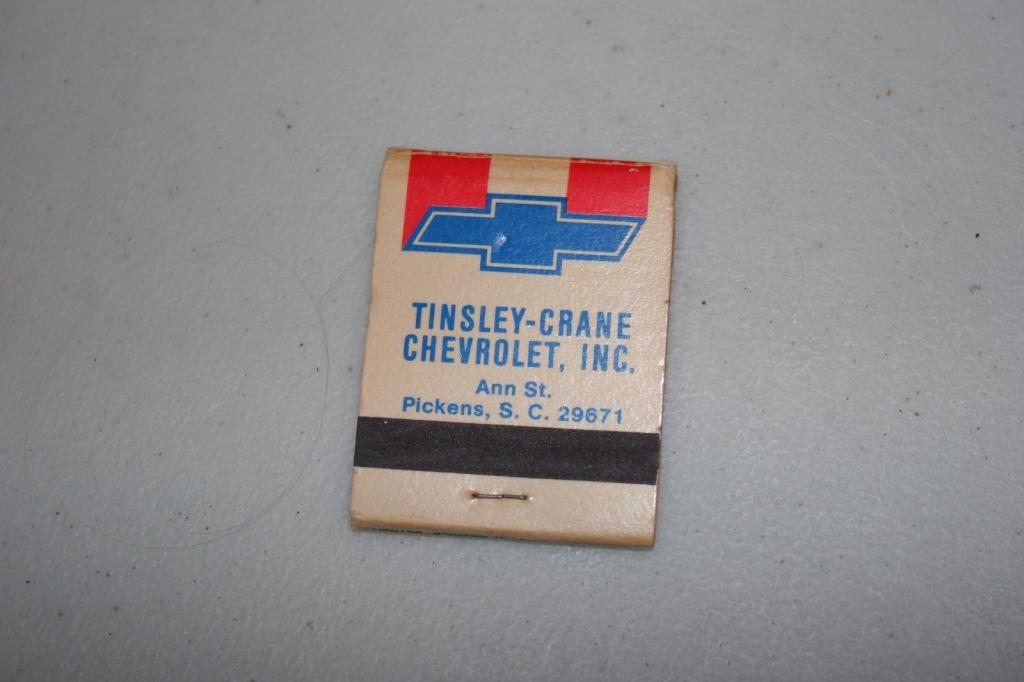 TINSLEY-CRANE
CHEVROLET, INC.
Ann St.
Pickens, S. C. 29671